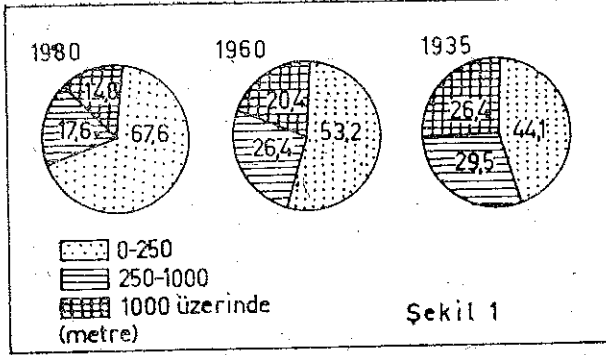 1980 1960 1935
14,8 20,4 26,4
17,6 67,6 26,4 53,2 29,5 44,1
0-250
250-1000
1000 üzerinde
(metre)
Şekil 1